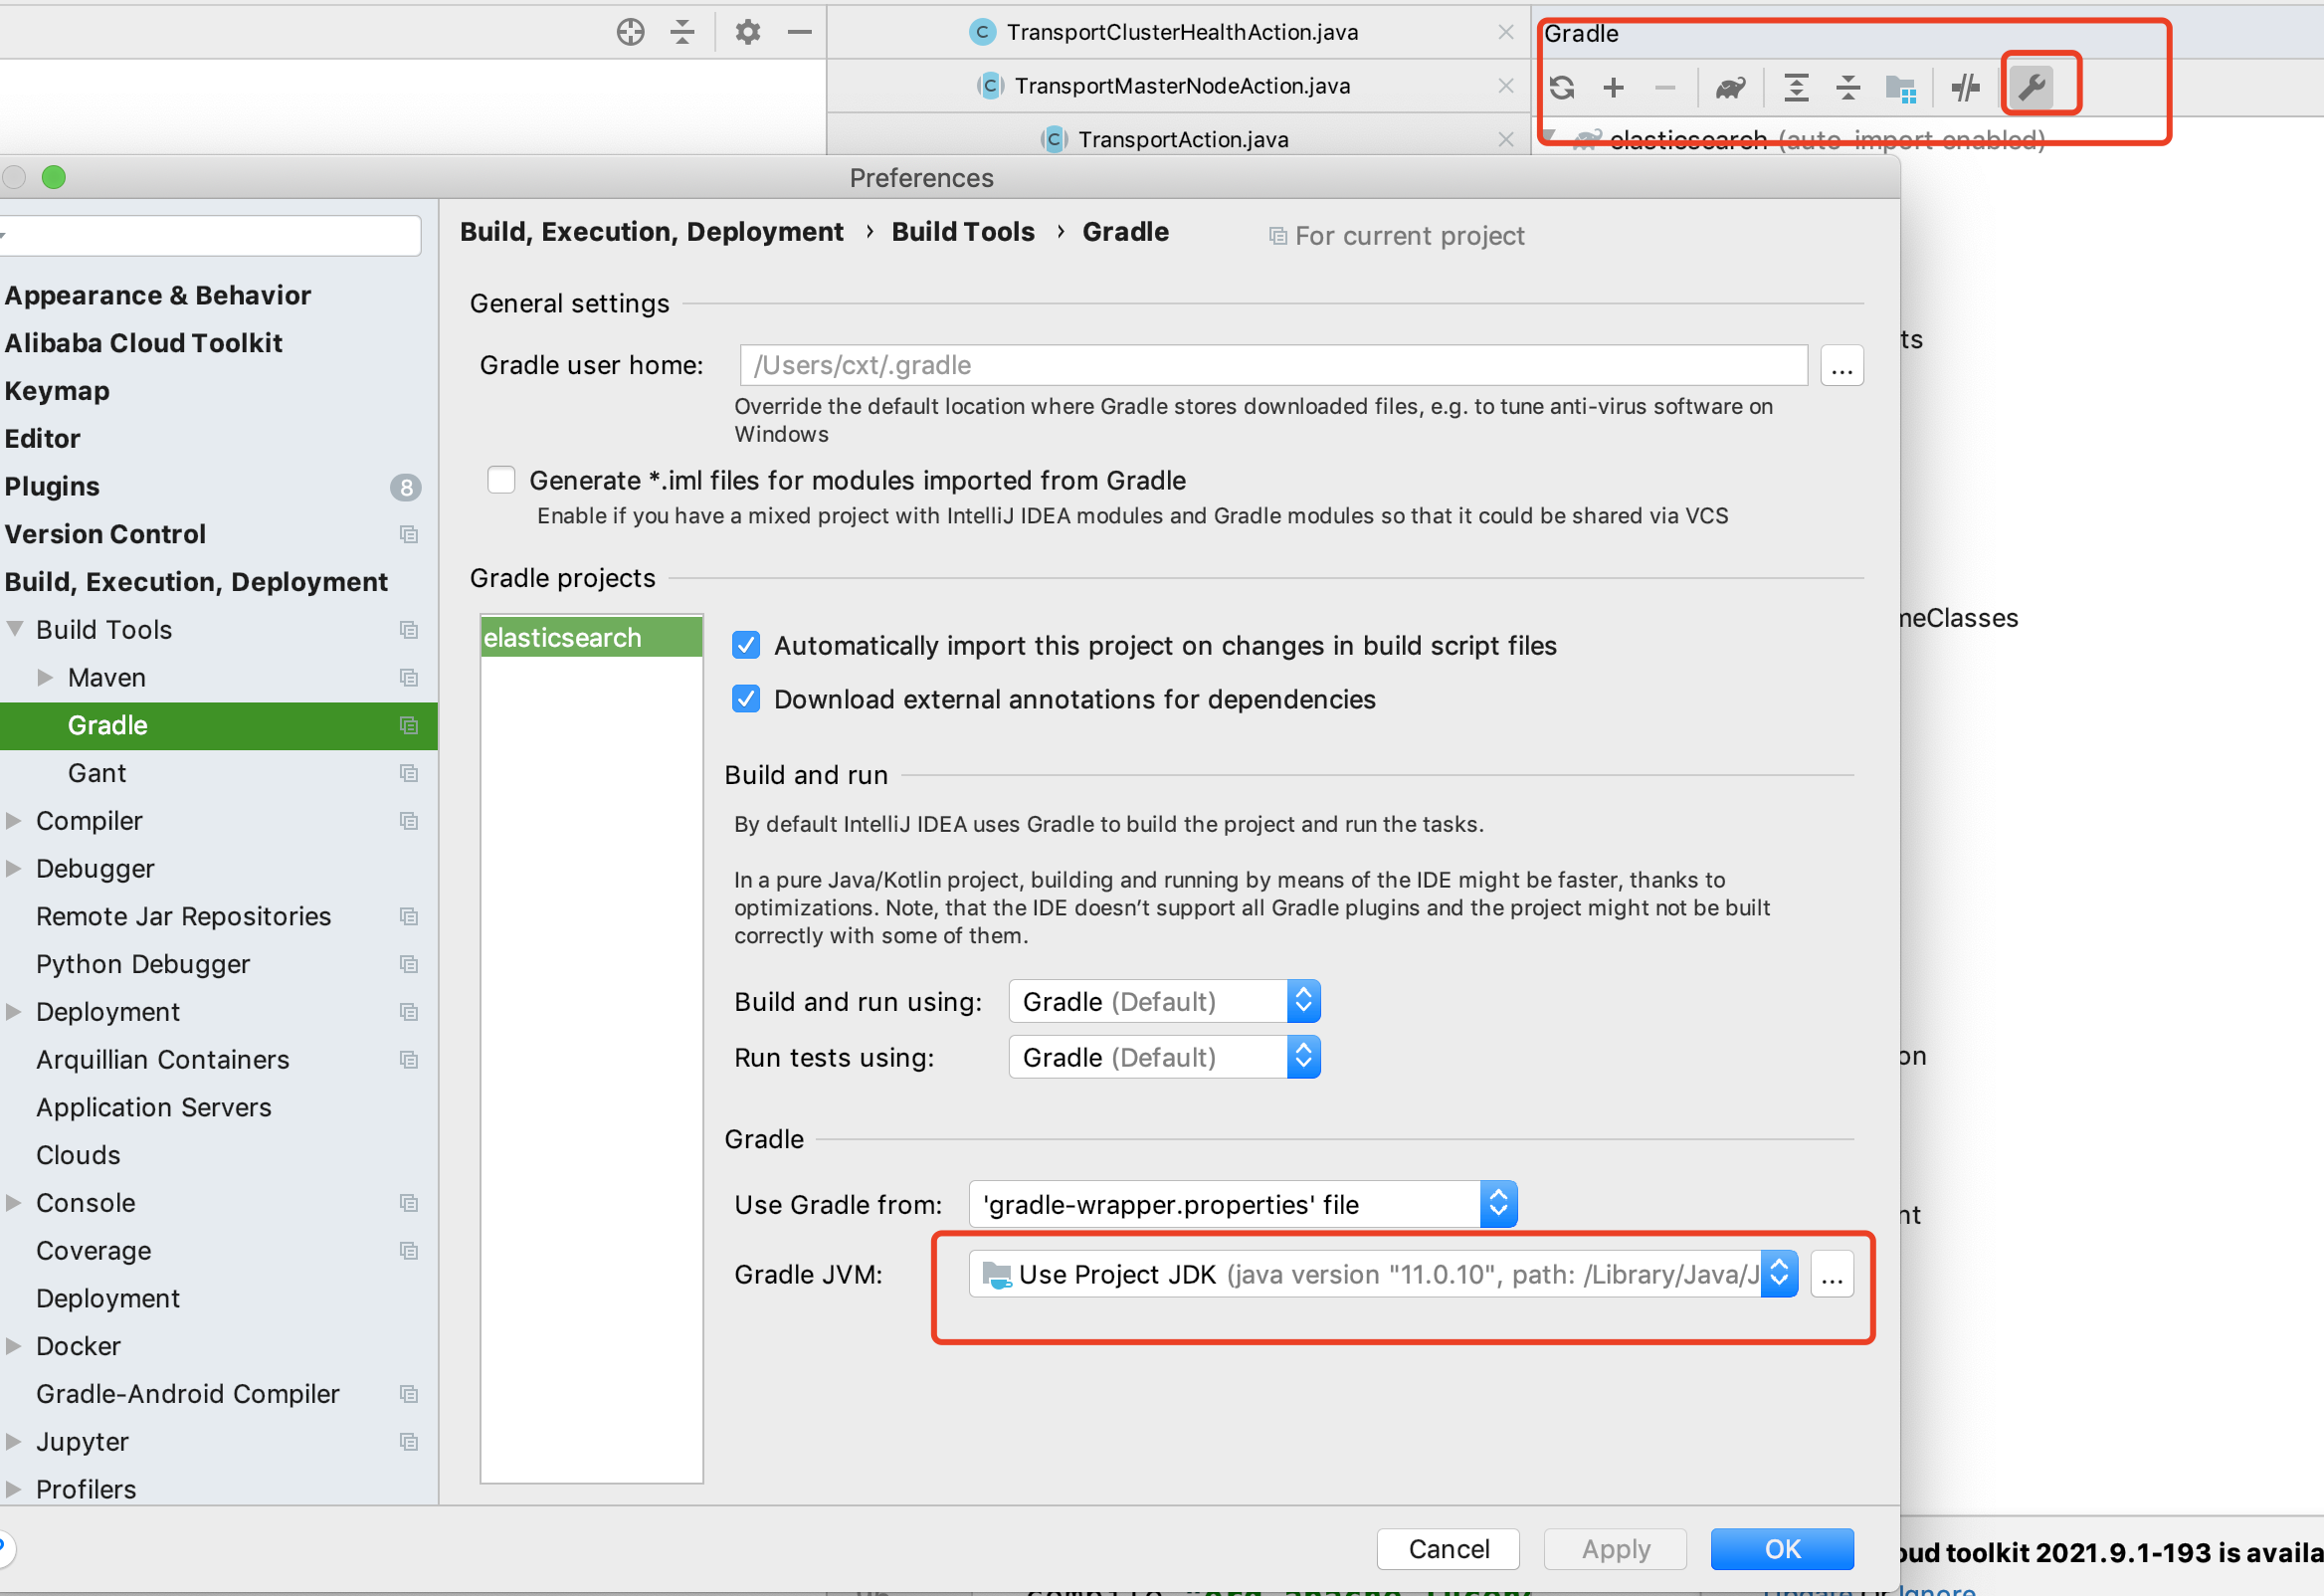 TransportClusterHealthAction.java
TransportMasterNodeAction.java
TransportAction.java
Gradle
elasticsearch (auto-import enabled)
Preferences
Appearance & Behavior
Alibaba Cloud Toolkit
Keymap
Editor
Plugins 8
Version Control
Build, Execution, Deployment
Build Tools
Maven
Gradle
Gant
Compiler
Debugger
Remote Jar Repositories
Python Debugger
Deployment
Arquillian Containers
Application Servers
Clouds
Console
Coverage
Deployment
Docker
Gradle-Android Compiler
Jupyter
Profilers
Build, Execution, Deployment › Build Tools › Gradle For current project
General settings
Gradle user home: /Users/cxt/.gradle ...
Override the default location where Gradle stores downloaded files, e.g. to tune anti-virus software on
Windows
Generate *.iml files for modules imported from Gradle
Enable if you have a mixed project with IntelliJ IDEA modules and Gradle modules so that it could be shared via VCS
Gradle projects
elasticsearch
Automatically import this project on changes in build script files
Download external annotations for dependencies
Build and run
By default IntelliJ IDEA uses Gradle to build the project and run the tasks.
In a pure Java/Kotlin project, building and running by means of the IDE might be faster, thanks to
optimizations. Note, that the IDE doesn't support all Gradle plugins and the project might not be built
correctly with some of them.
Build and run using: Gradle (Default)
Run tests using: Gradle (Default)
Gradle
Use Gradle from: 'gradle-wrapper.properties' file
Gradle JVM: Use Project JDK (java version "11.0.10", path: /Library/Java/J ...
Cancel Apply OK
ts
meClasses
on
nt
oud toolkit 2021.9.1-193 is availa
Update Or Ignore